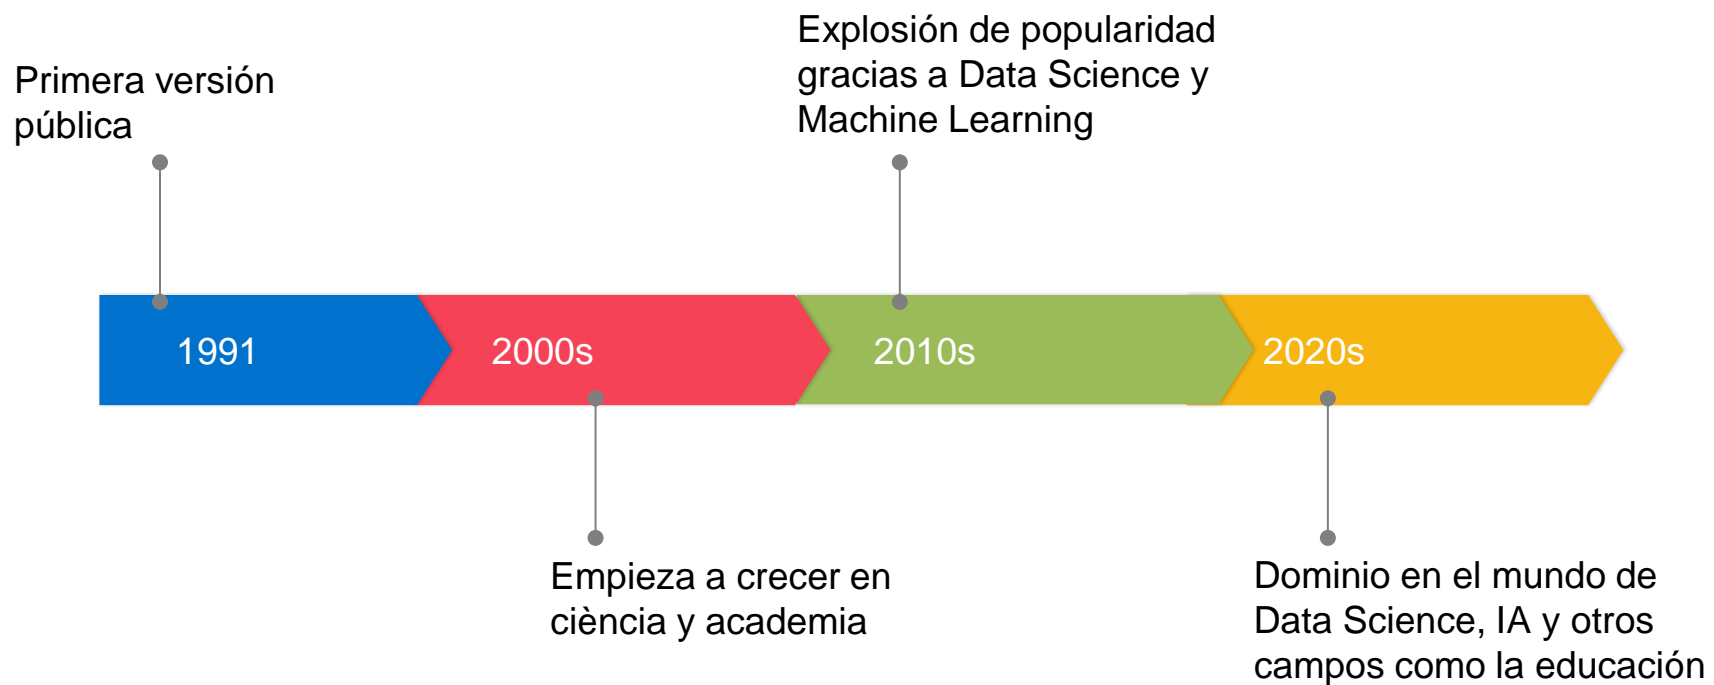 Primera versión
pública
Explosión de popularidad
gracias a Data Science y
Machine Learning
1991
2000s
2010s
2020s
Empieza a crecer en
ciència y academia
Dominio en el mundo de
Data Science, IA y otros
campos como la educación